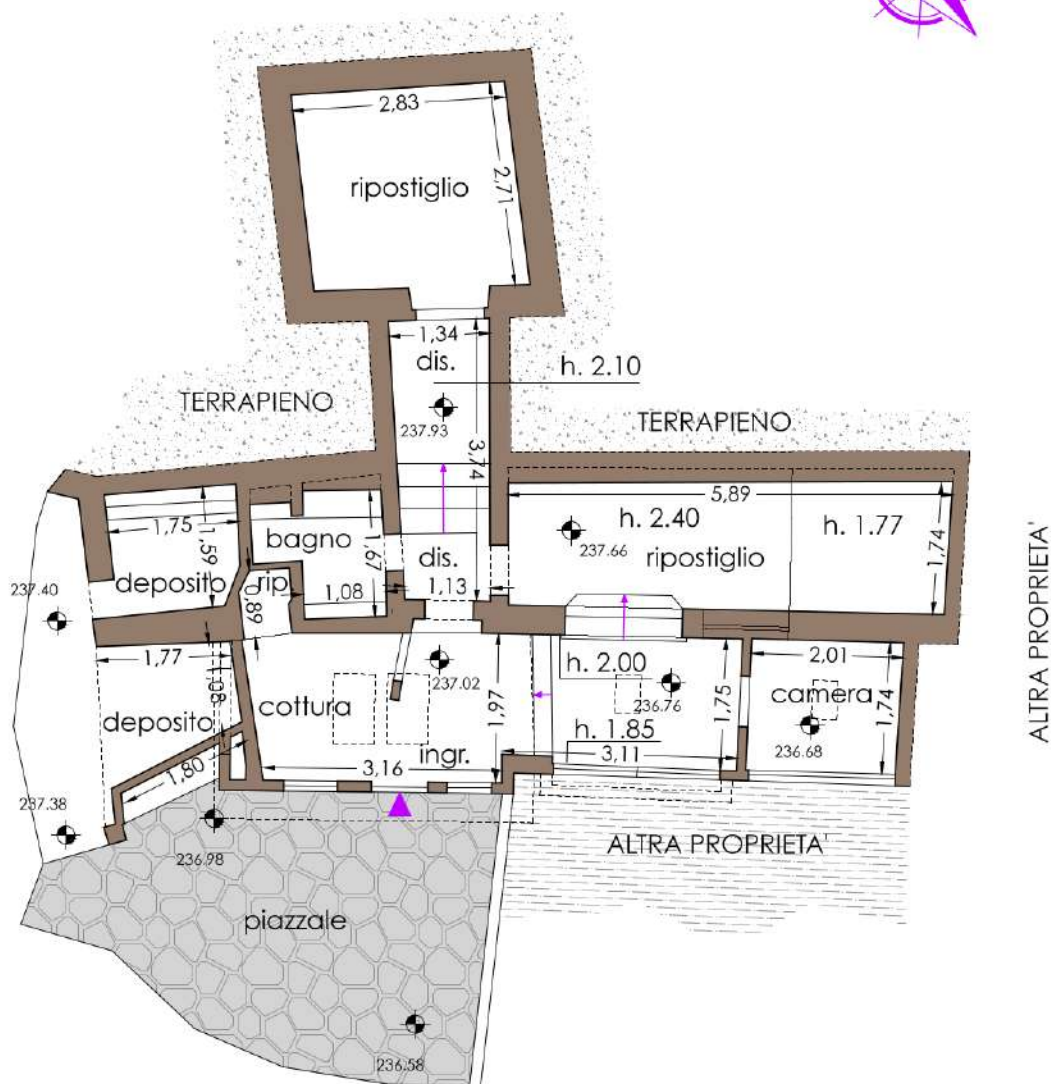 2,83
ripostiglio
2,71
1,34
dis.
h. 2.10
TERRAPIENO
237.93
3,74
TERRAPIENO
5,89
h. 2.40
h. 1.77
1,75
1,59
bagno
1,67
237.66
ripostiglio
1,74
237.40
deposito
rip.
dis.
1,08
1,13
0,89
1,77
1,08
237.02
h. 2.00
2,01
cottura
1,97
236.76
1,75
camera
1,74
deposito
ingr.
h. 1.85
236.68
1,80
3,16
3,11
237.38
236.98
ALTRA PROPRIETA'
ALTRA PROPRIETA'
piazzale
236.58